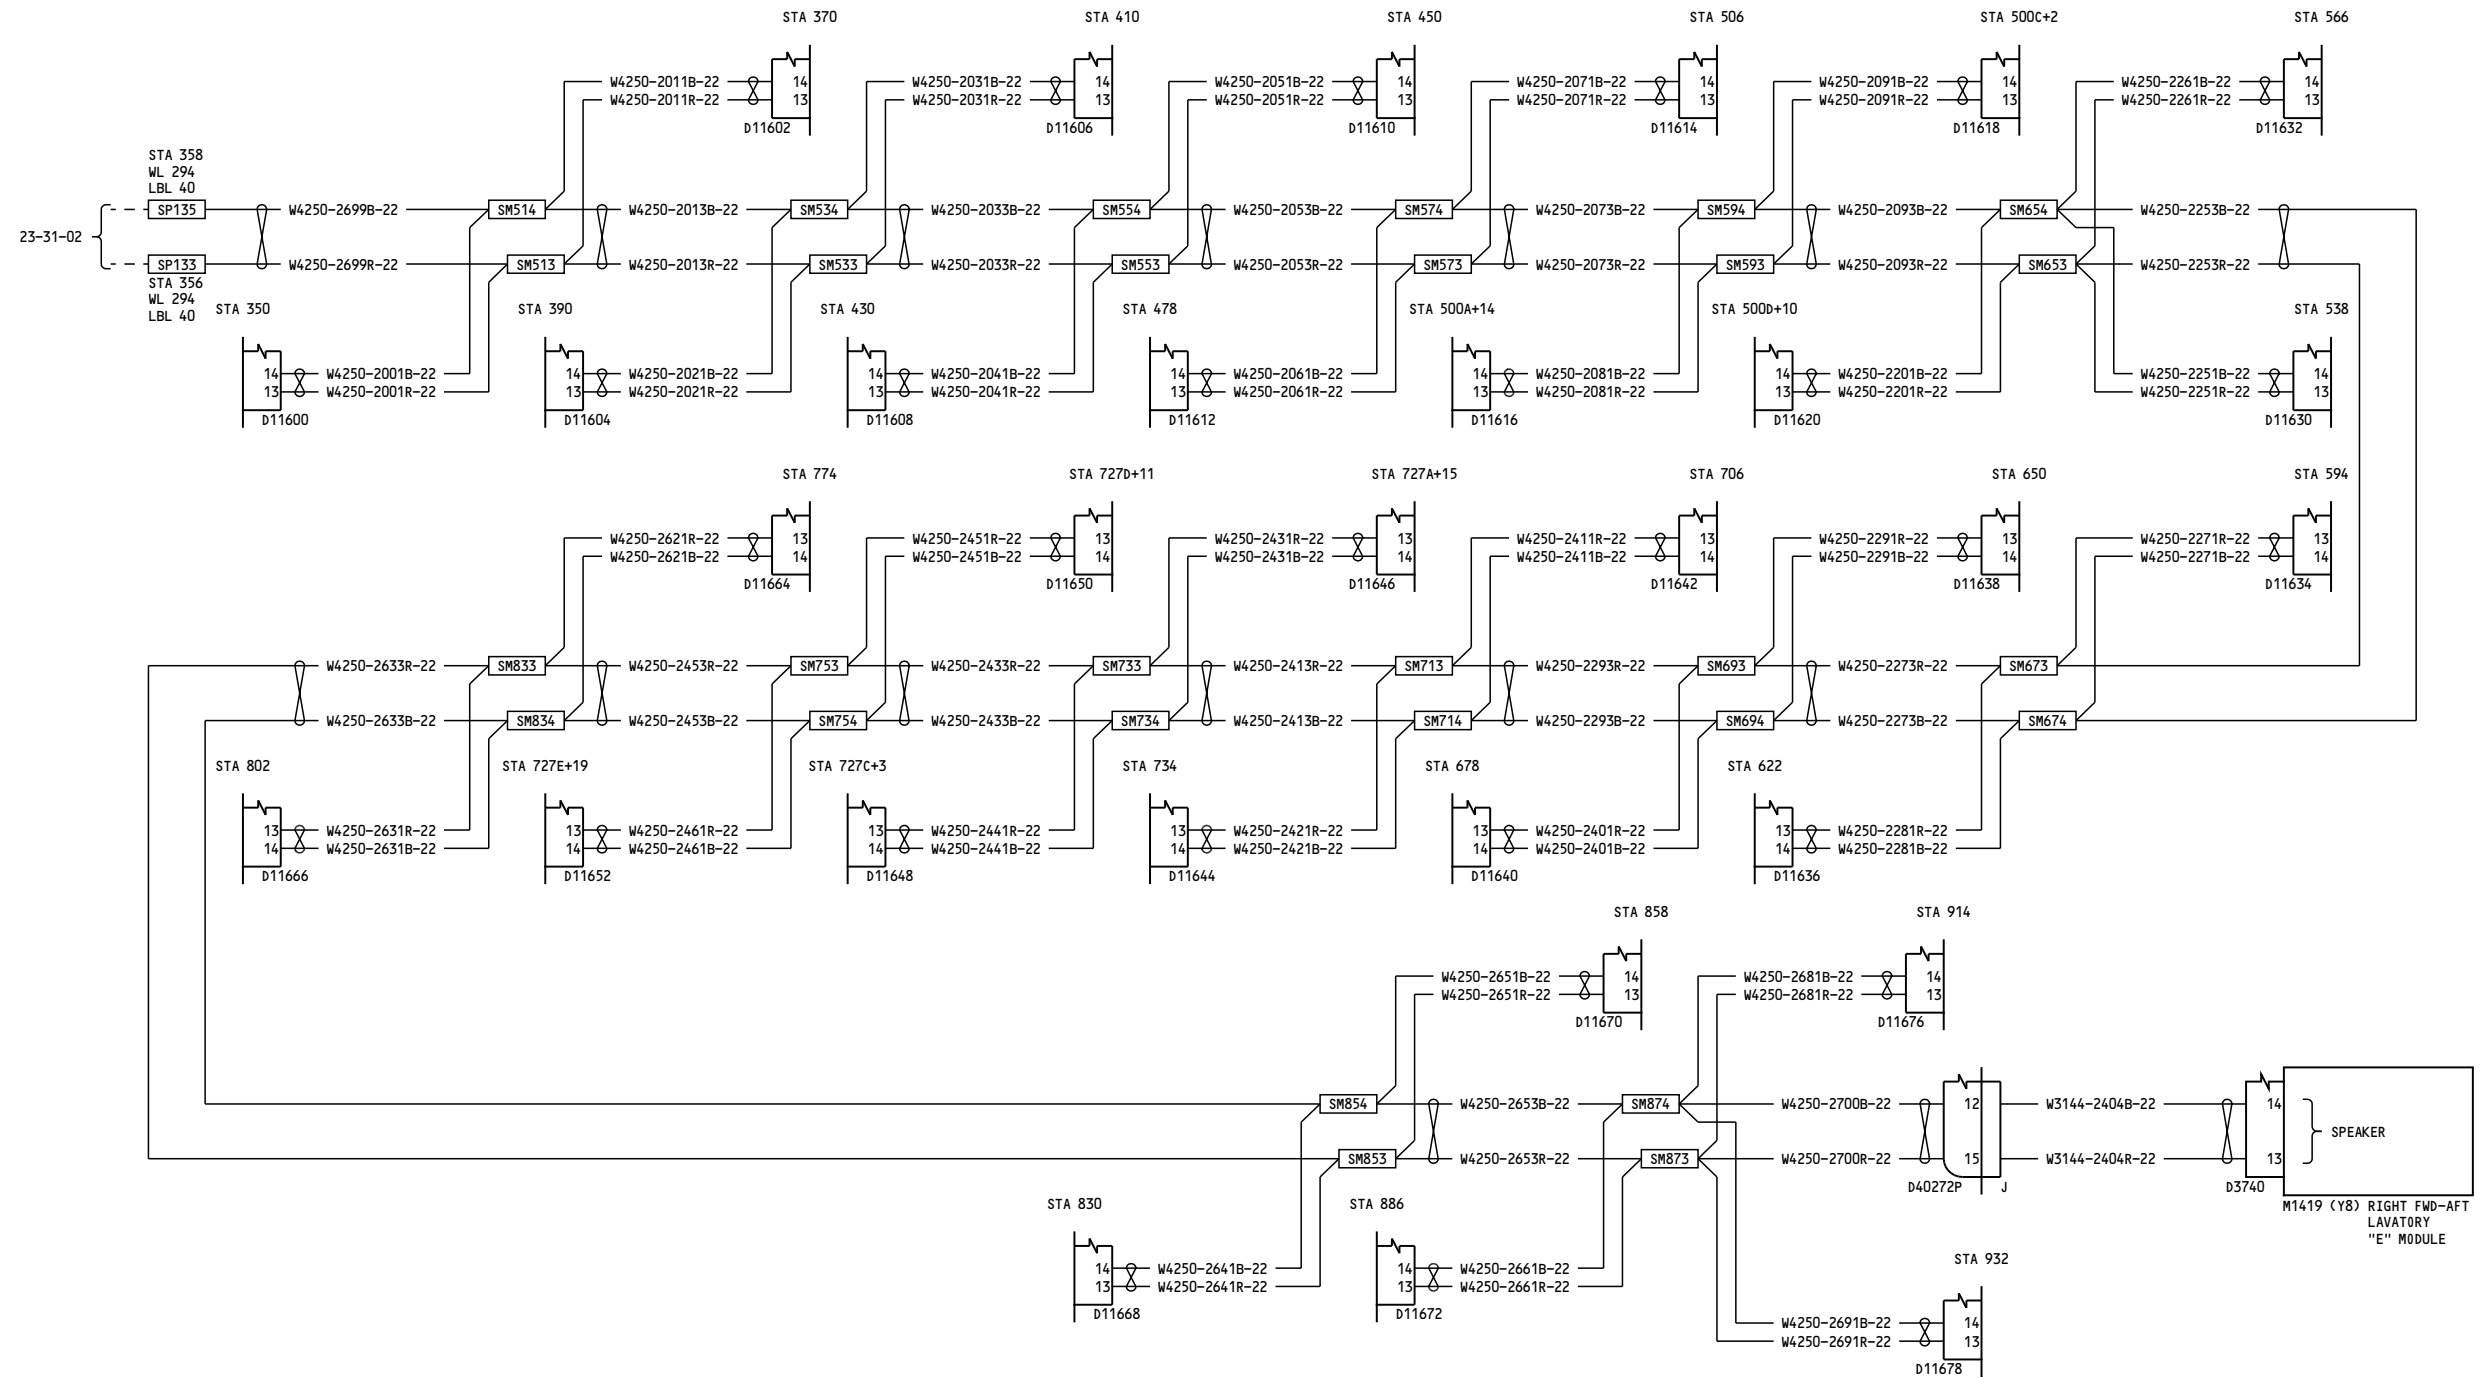 STA 370 STA 410 STA 450 STA 506 STA 500C+2 STA 566
W4250-2011B-22 14 W4250-2031B-22 14 W4250-2051B-22 14 W4250-2071B-22 14 W4250-2091B-22 14 W4250-2261B-22 14
W4250-2011R-22 13 W4250-2031R-22 13 W4250-2051R-22 13 W4250-2071R-22 13 W4250-2091R-22 13 W4250-2261R-22 13
D11602 D11606 D11610 D11614 D11618 D11632
STA 358
WL 294
LBL 40
SP135 W4250-2699B-22 SM514 W4250-2013B-22 SM534 W4250-2033B-22 SM554 W4250-2053B-22 SM574 W4250-2073B-22 SM594 W4250-2093B-22 SM654 W4250-2253B-22
23-31-02
SP133 W4250-2699R-22 SM513 W4250-2013R-22 SM533 W4250-2033R-22 SM553 W4250-2053R-22 SM573 W4250-2073R-22 SM593 W4250-2093R-22 SM653 W4250-2253R-22
STA 356
WL 294
LBL 40
STA 350 STA 390 STA 430 STA 478 STA 500A+14 STA 500D+10 STA 538
14 W4250-2001B-22 14 W4250-2021B-22 14 W4250-2041B-22 14 W4250-2061B-22 14 W4250-2081B-22 14 W4250-2201B-22 W4250-2251B-22 14
13 W4250-2001R-22 13 W4250-2021R-22 13 W4250-2041R-22 13 W4250-2061R-22 13 W4250-2081R-22 13 W4250-2201R-22 W4250-2251R-22 13
D11600 D11604 D11608 D11612 D11616 D11620 D11630
STA 774 STA 727D+11 STA 727A+15 STA 706 STA 650 STA 594
W4250-2621R-22 13 W4250-2451R-22 13 W4250-2431R-22 13 W4250-2411R-22 13 W4250-2291R-22 13 W4250-2271R-22 13
W4250-2621B-22 14 W4250-2451B-22 14 W4250-2431B-22 14 W4250-2411B-22 14 W4250-2291B-22 14 W4250-2271B-22 14
D11664 D11650 D11646 D11642 D11638 D11634
W4250-2633R-22 SM833 W4250-2453R-22 SM753 W4250-2433R-22 SM733 W4250-2413R-22 SM713 W4250-2293R-22 SM693 W4250-2273R-22 SM673
W4250-2633B-22 SM834 W4250-2453B-22 SM754 W4250-2433B-22 SM734 W4250-2413B-22 SM714 W4250-2293B-22 SM694 W4250-2273B-22 SM674
STA 802 STA 727E+19 STA 727C+3 STA 734 STA 678 STA 622
13 W4250-2631R-22 13 W4250-2461R-22 13 W4250-2441R-22 13 W4250-2421R-22 13 W4250-2401R-22 13 W4250-2281R-22
14 W4250-2631B-22 14 W4250-2461B-22 14 W4250-2441B-22 14 W4250-2421B-22 14 W4250-2401B-22 14 W4250-2281B-22
D11666 D11652 D11648 D11644 D11640 D11636
STA 858 STA 914
W4250-2651B-22 14 W4250-2681B-22 14
W4250-2651R-22 13 W4250-2681R-22 13
D11670 D11676
SM854 W4250-2653B-22 SM874 W4250-2700B-22 12 W3144-2404B-22 14
SPEAKER
SM853 W4250-2653R-22 SM873 W4250-2700R-22 15 W3144-2404R-22 13
D40272P J D3740
STA 830 STA 886 M1419 (Y8) RIGHT FWD-AFT
LAVATORY
"E" MODULE
STA 932
14 W4250-2641B-22 14 W4250-2661B-22
13 W4250-2641R-22 13 W4250-2661R-22
D11668 D11672
W4250-2691B-22 14
W4250-2691R-22 13
D11678